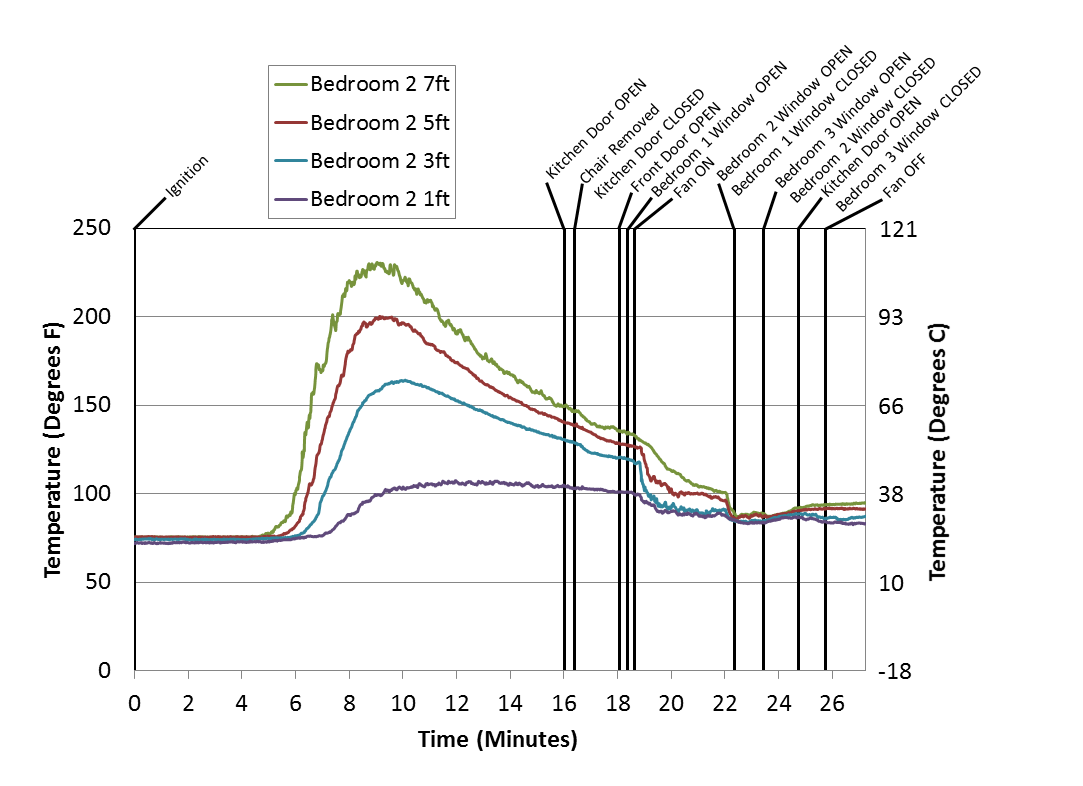 Bedroom 2 7ft
Bedroom 2 5ft
Bedroom 2 3ft
Bedroom 2 1ft
Ignition
Kitchen Door OPEN
Chair Removed
Kitchen Door CLOSED
Front Door OPEN
Bedroom 1 Window OPEN
Fan ON
Bedroom 2 Window OPEN
Bedroom 1 Window CLOSED
Bedroom 3 Window OPEN
Bedroom 2 Window CLOSED
Kitchen Door OPEN
Bedroom 3 Window CLOSED
Fan OFF
Temperature (Degrees F)
250
200
150
100
50
0
121
93
66
38
10
-18
Temperature (Degrees C)
0 2 4 6 8 10 12 14 16 18 20 22 24 26
Time (Minutes)